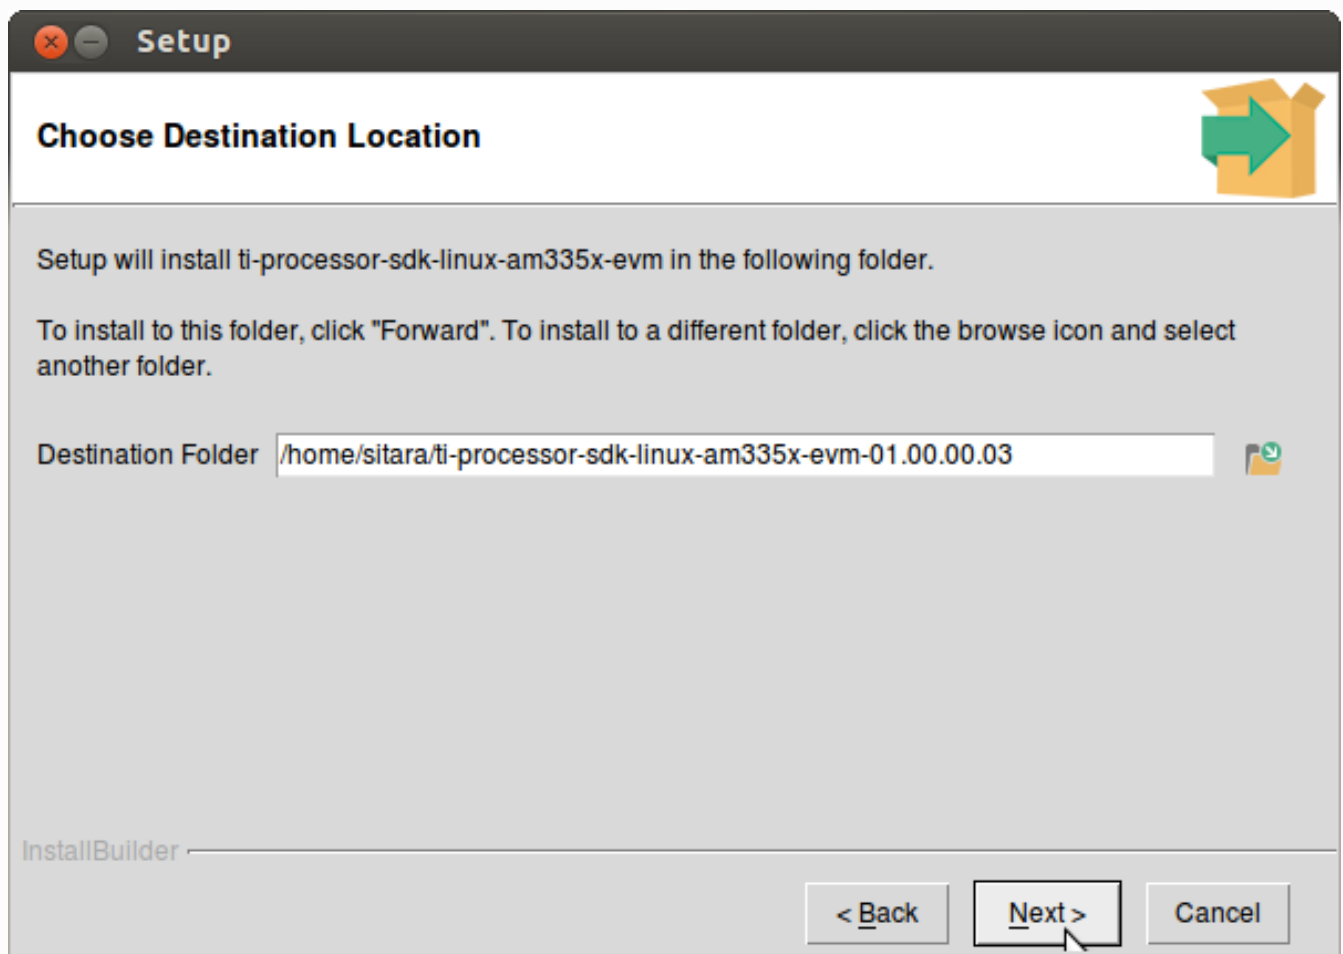 Setup
Choose Destination Location
Setup will install ti-processor-sdk-linux-am335x-evm in the following folder.
To install to this folder, click "Forward". To install to a different folder, click the browse icon and select
another folder.
Destination Folder /home/sitara/ti-processor-sdk-linux-am335x-evm-01.00.00.03
InstallBuilder
< Back Next > Cancel